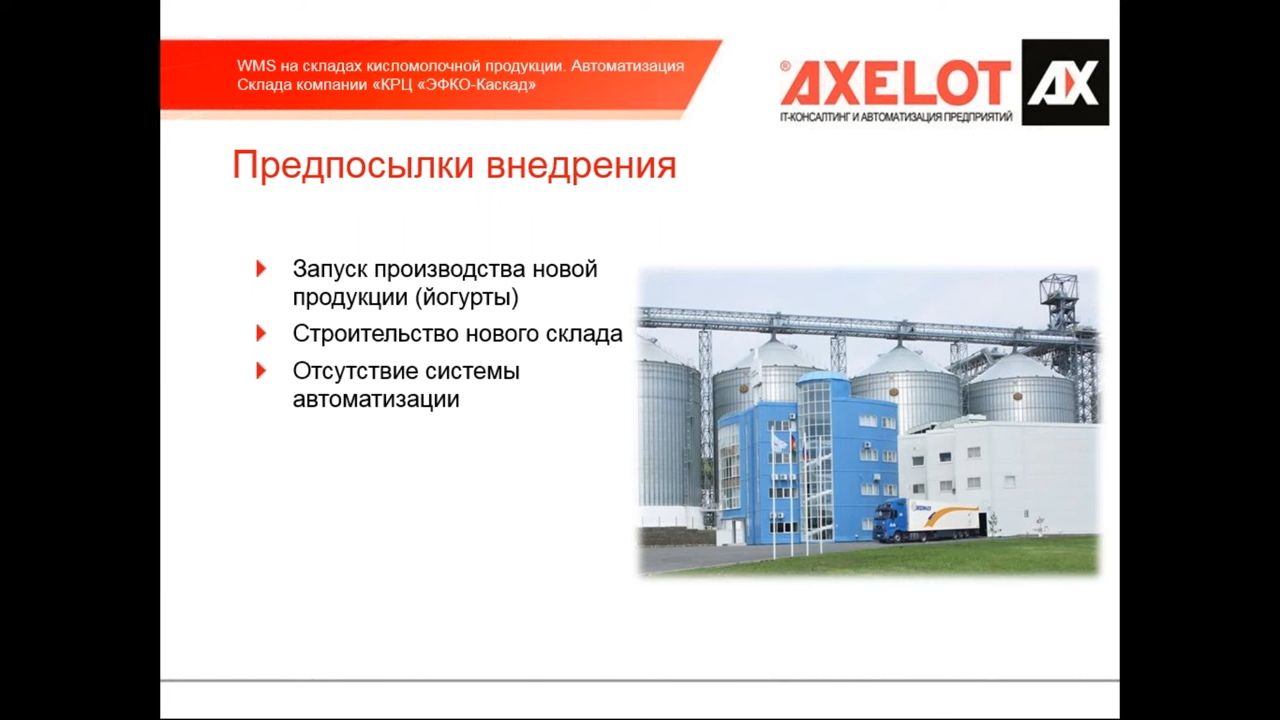 WMS на складах кисломолочной продукции. Автоматизация
Склада компании «КРЦ «ЭФКО-Каскад»
® AXELOT AX
IT-КОНСАЛТИНГ И АВТОМАТИЗАЦИЯ ПРЕДПРИЯТИЙ
Предпосылки внедрения
Запуск производства новой
продукции (йогурты)
Строительство нового склада
Отсутствие системы
автоматизации